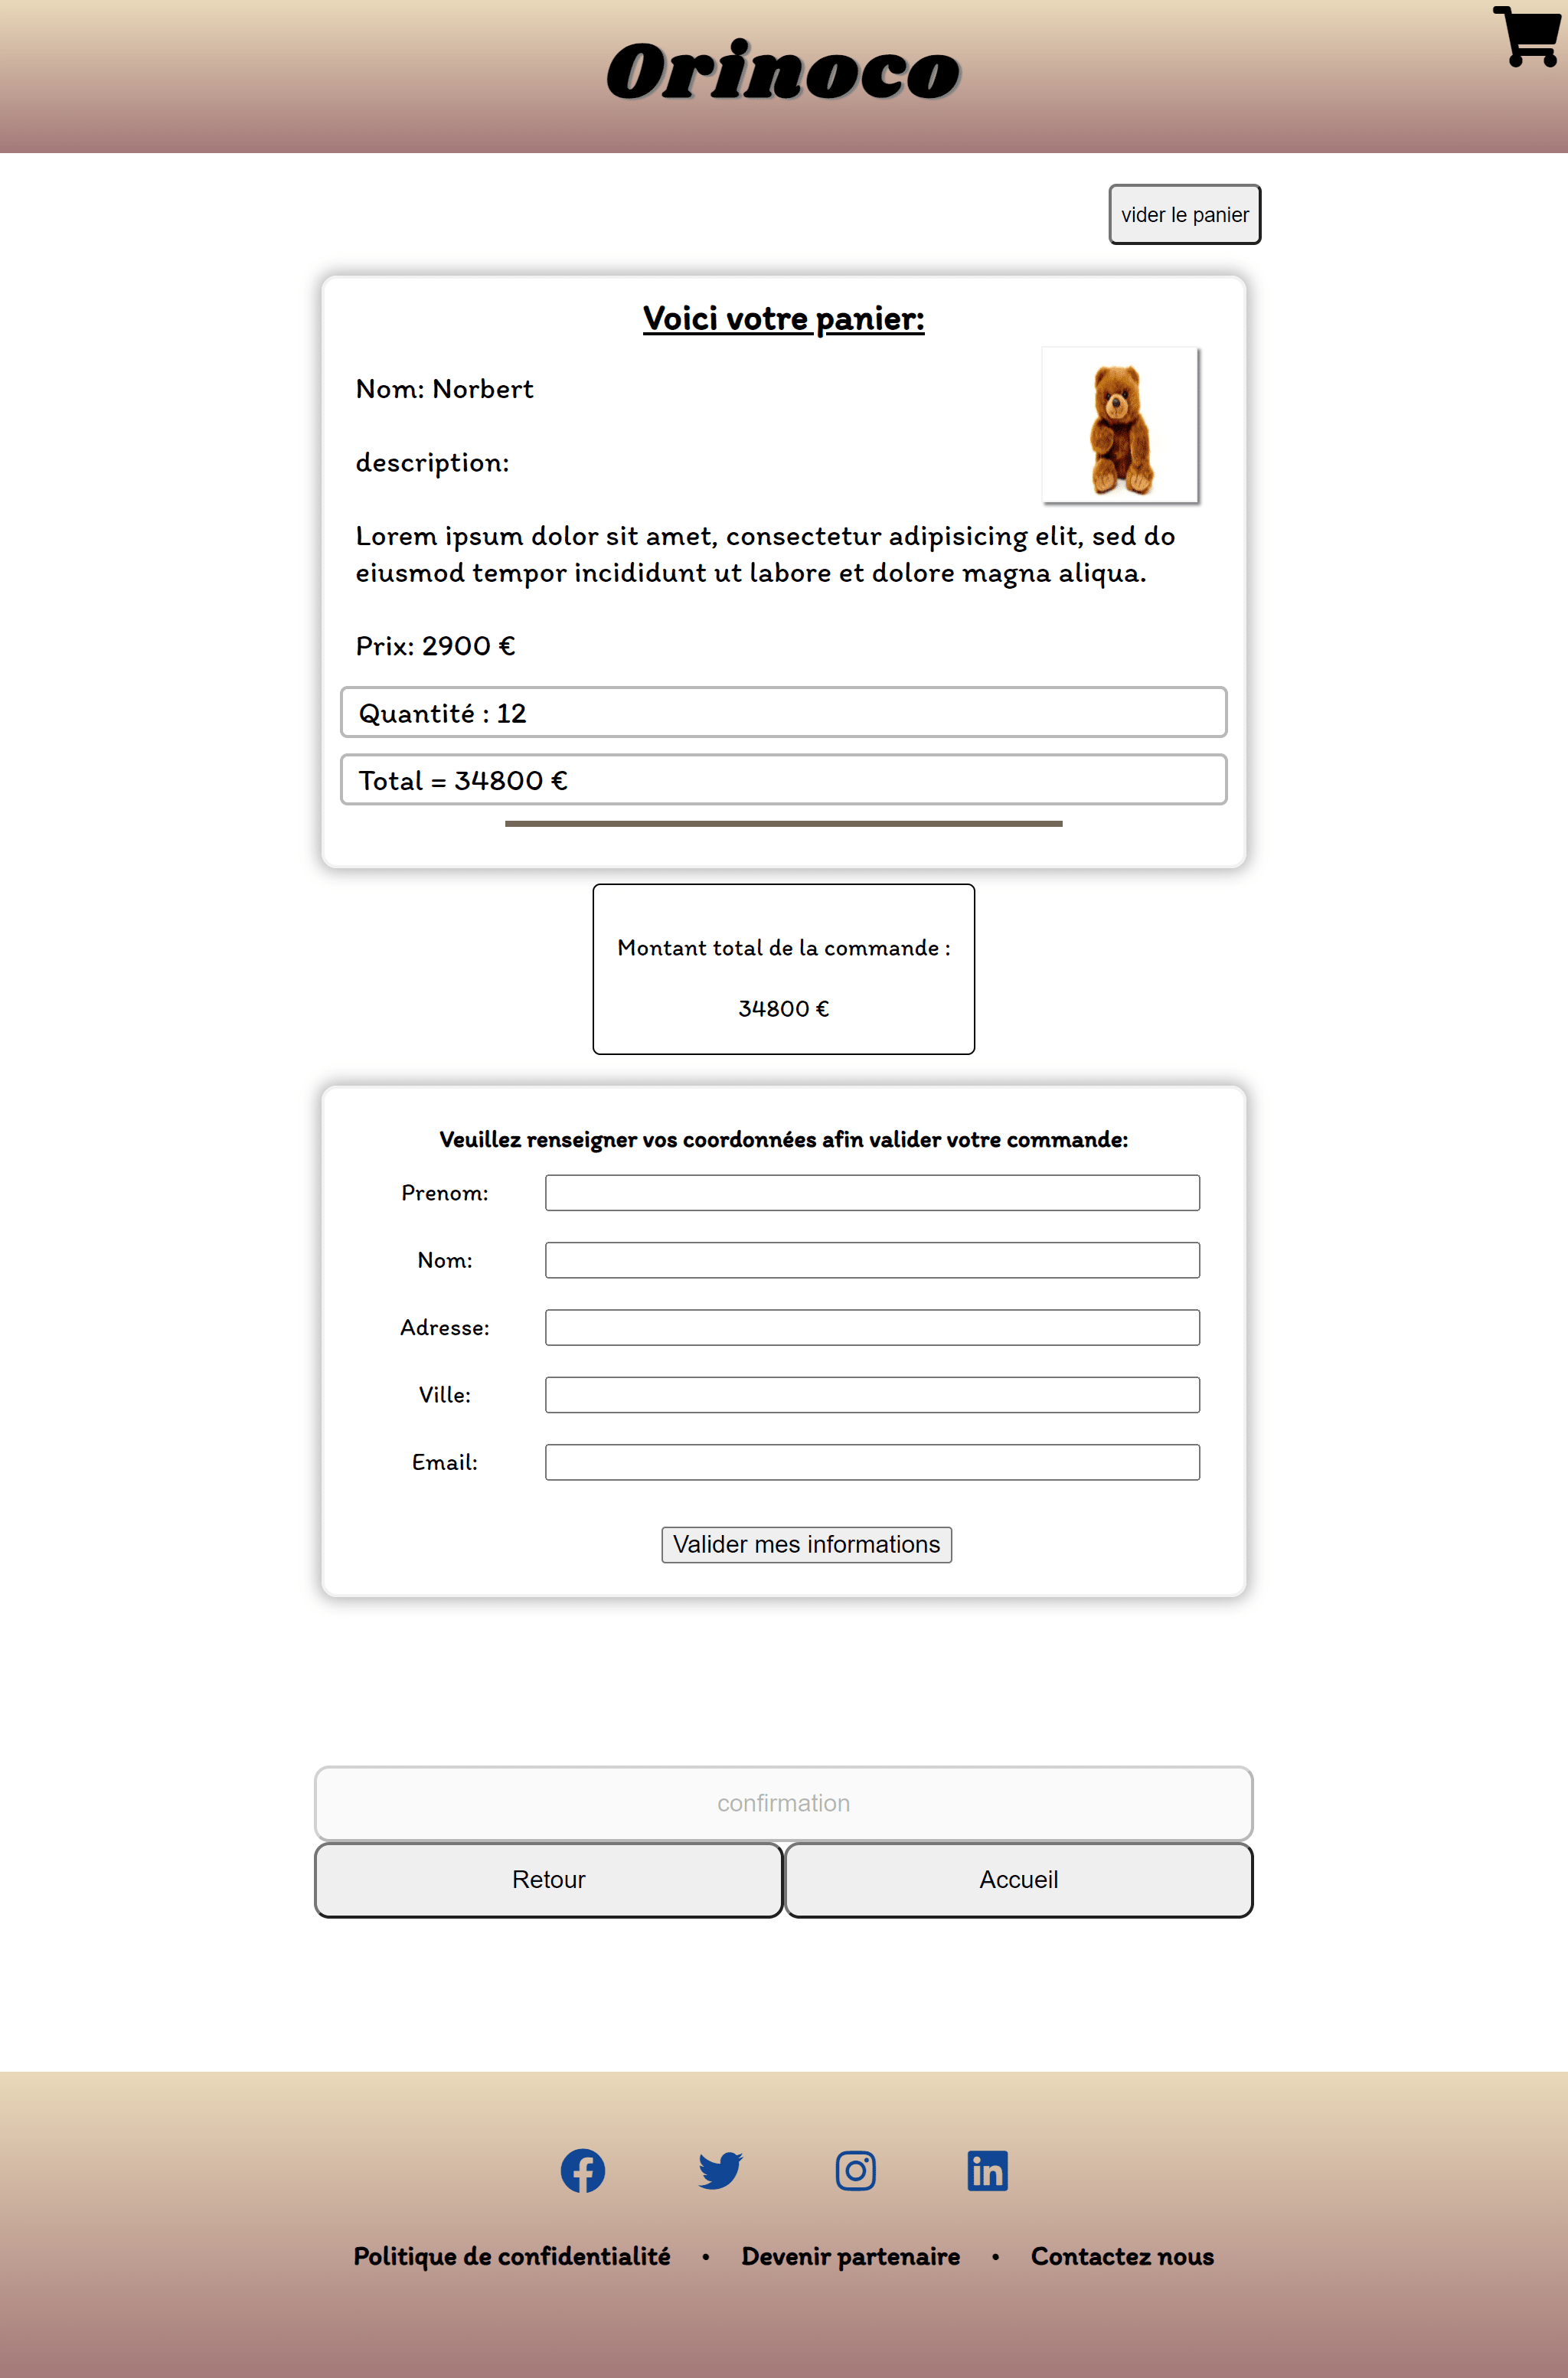 Orinoco
vider le panier
Voici votre panier:
Nom: Norbert
description:
Lorem ipsum dolor sit amet, consectetur adipisicing elit, sed do
eiusmod tempor incididunt ut labore et dolore magna aliqua.
Prix: 2900 €
Quantité : 12
Total = 34800 €
Montant total de la commande :
34800 €
Veuillez renseigner vos coordonnées afin valider votre commande:
Prenom:
Nom:
Adresse:
Ville:
Email:
Valider mes informations
confirmation
Retour Accueil
Politique de confidentialité • Devenir partenaire • Contactez nous